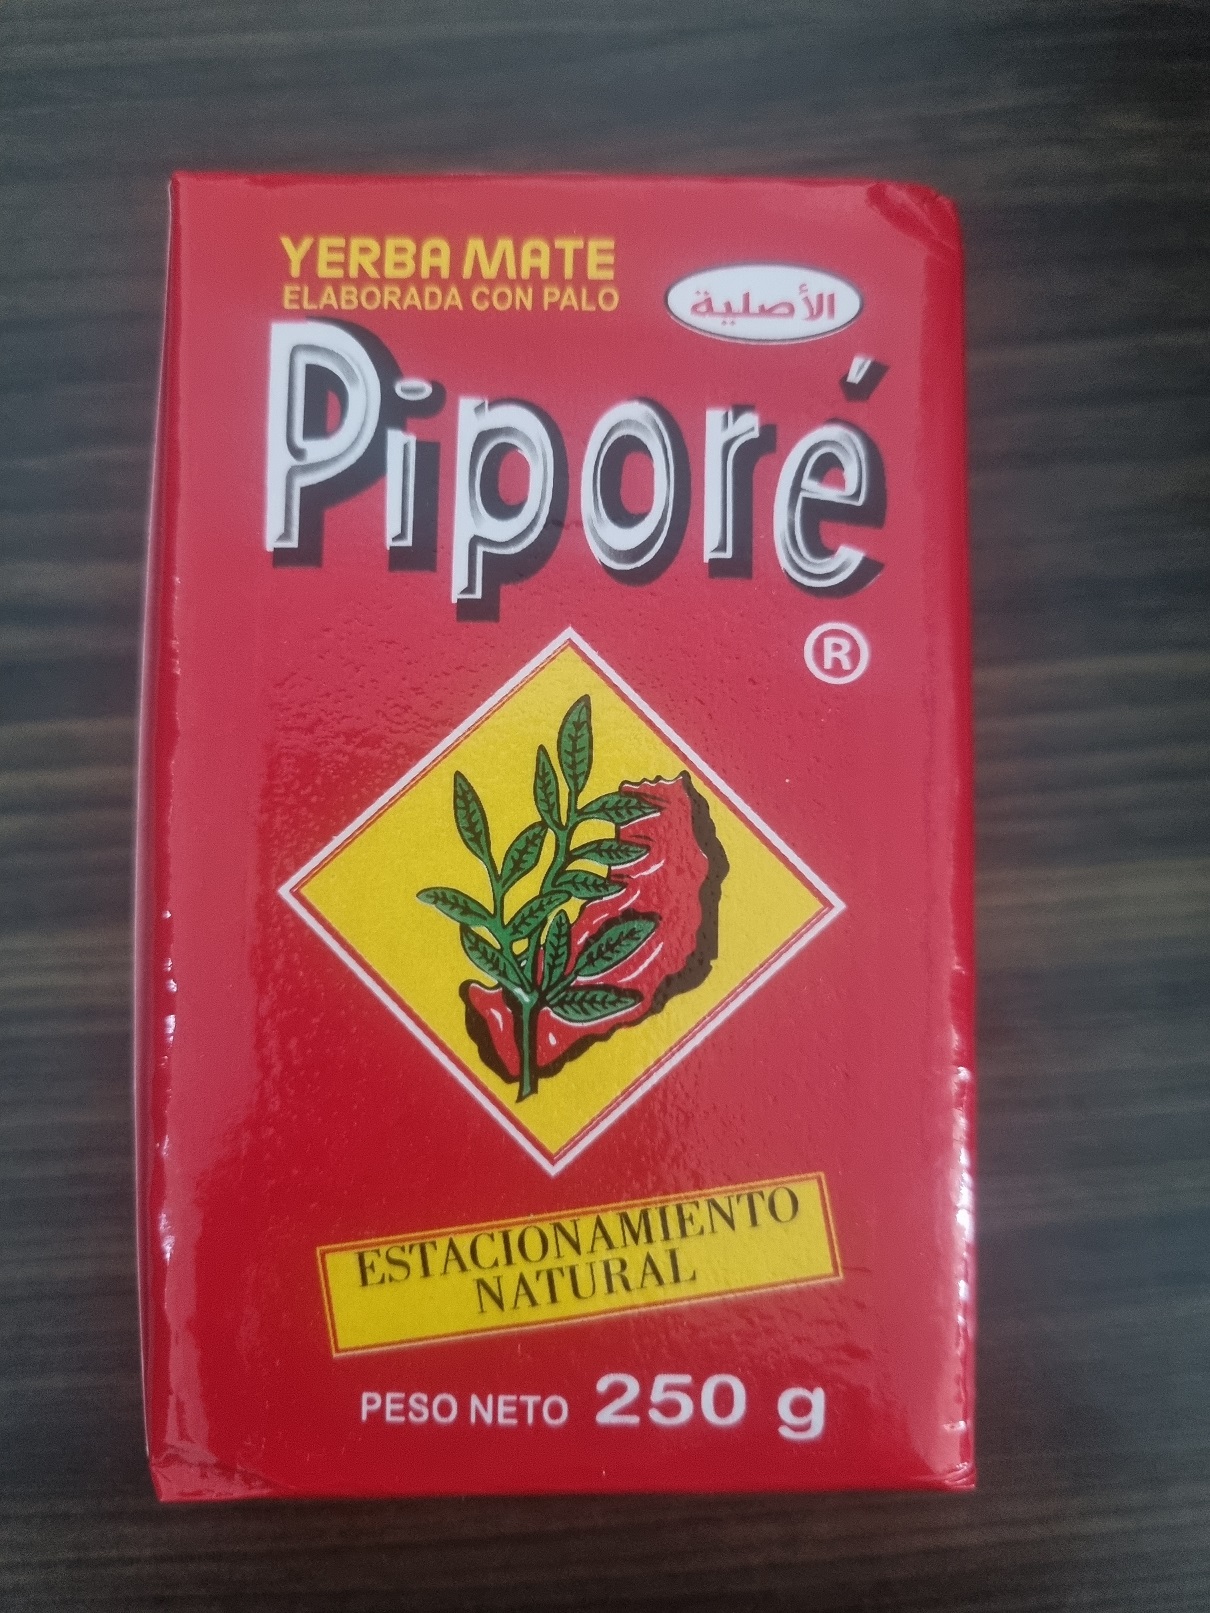 YERBA MATE
ELABORADA CON PALO
الأصلية
Piporé
®
ESTACIONAMIENTO
NATURAL
PESO NETO 250 g